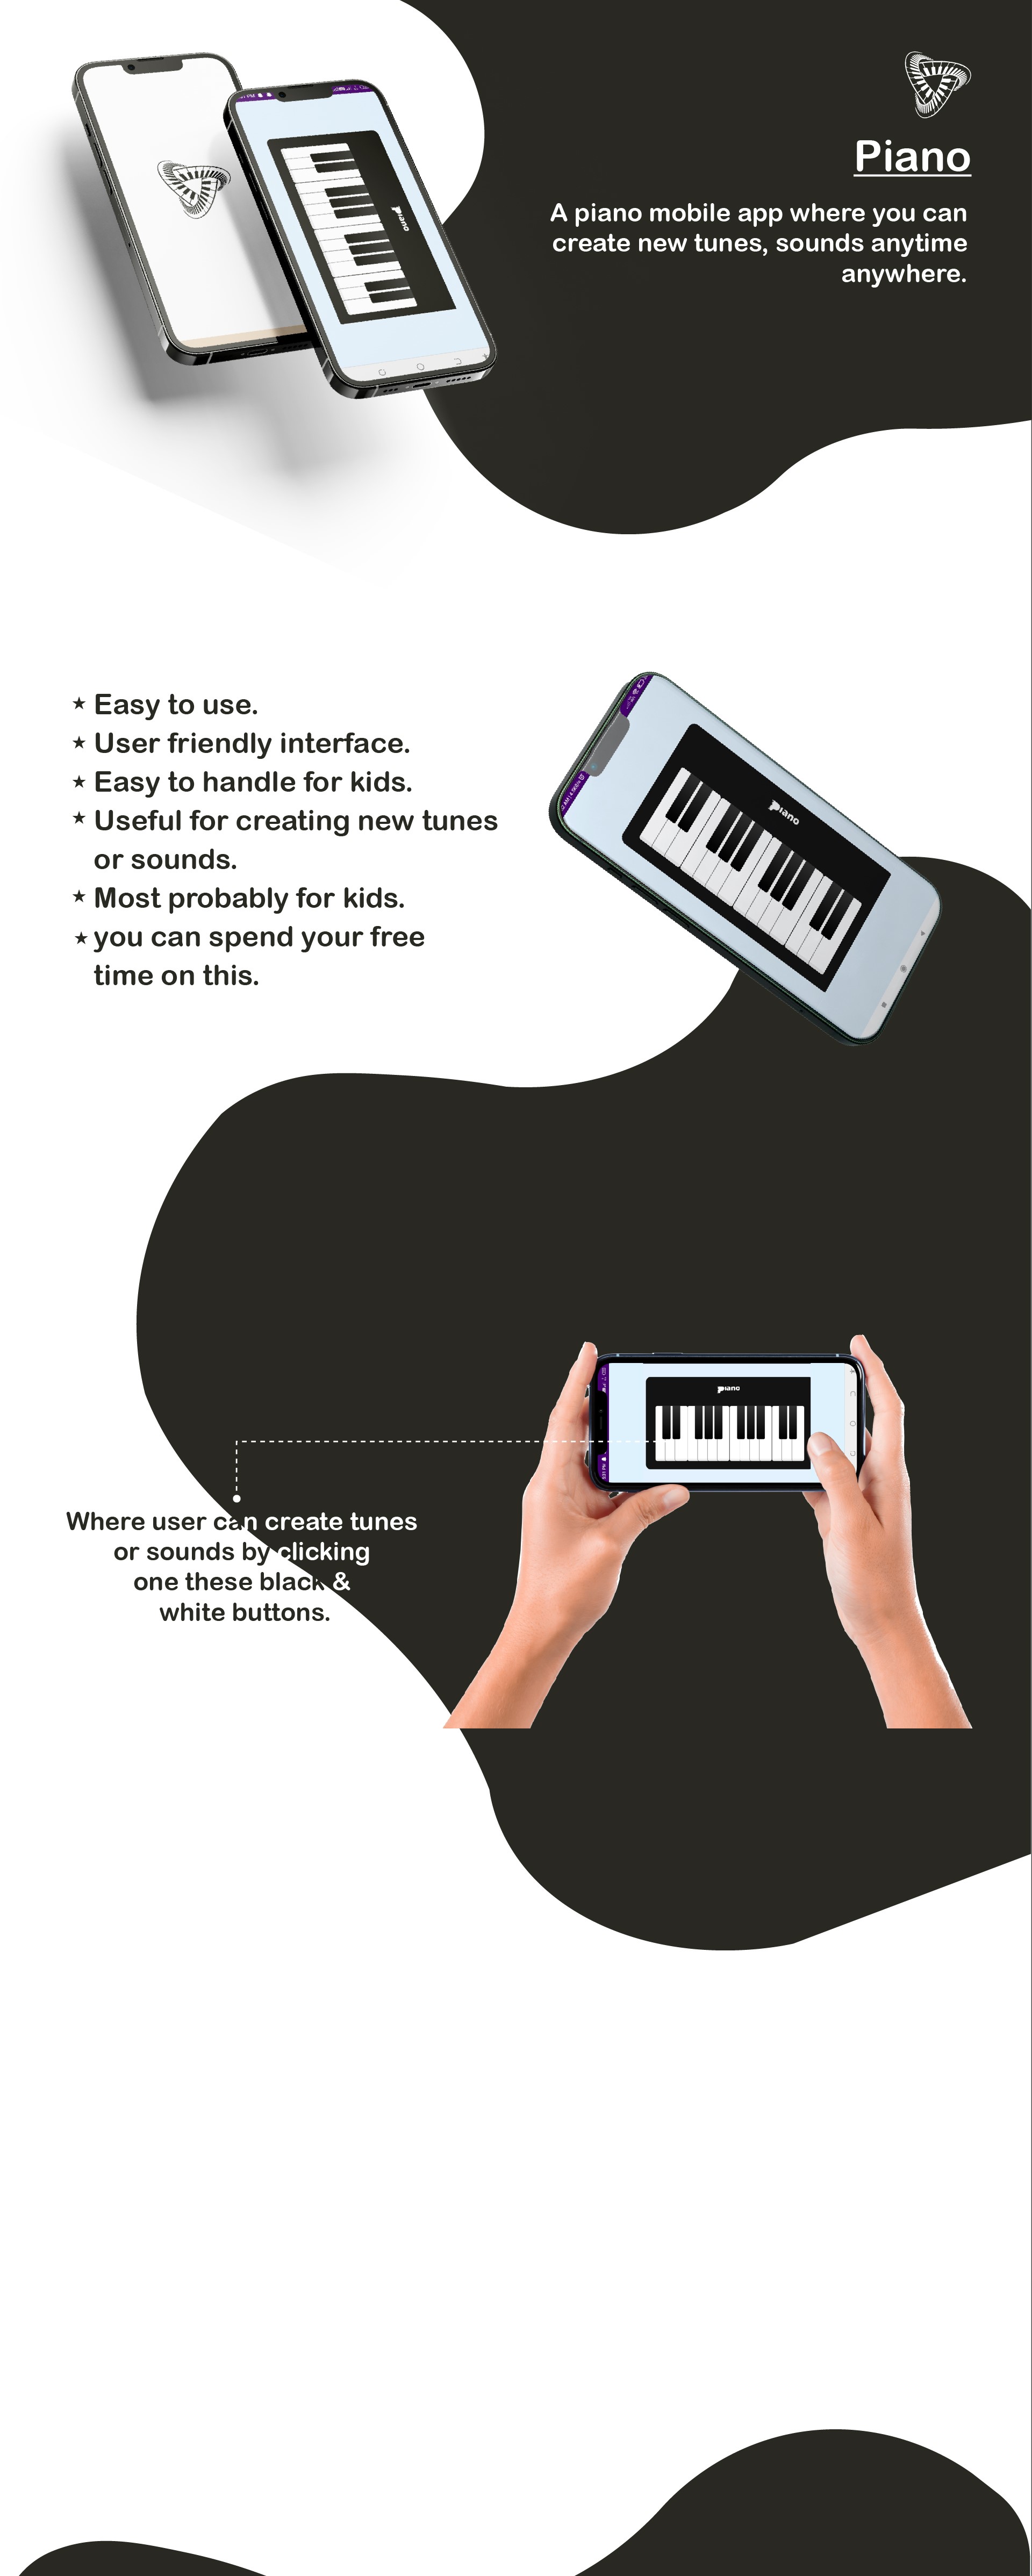 Piano
A piano mobile app where you can
create new tunes, sounds anytime
anywhere.
Piano
★ Easy to use.
★ User friendly interface.
★ Easy to handle for kids.
★ Useful for creating new tunes
or sounds.
★ Most probably for kids.
★ you can spend your free
time on this.
Piano
Piano
Where user can create tunes
or sounds by clicking
one these black &
white buttons.